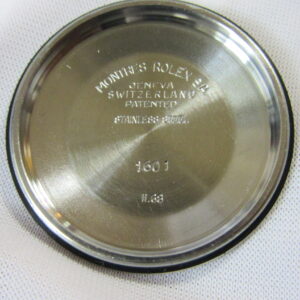 MONTRES ROLEX S.A.
GENEVA
SWITZERLAND
PATENTED
STAINLESS STEEL
1601
II.68